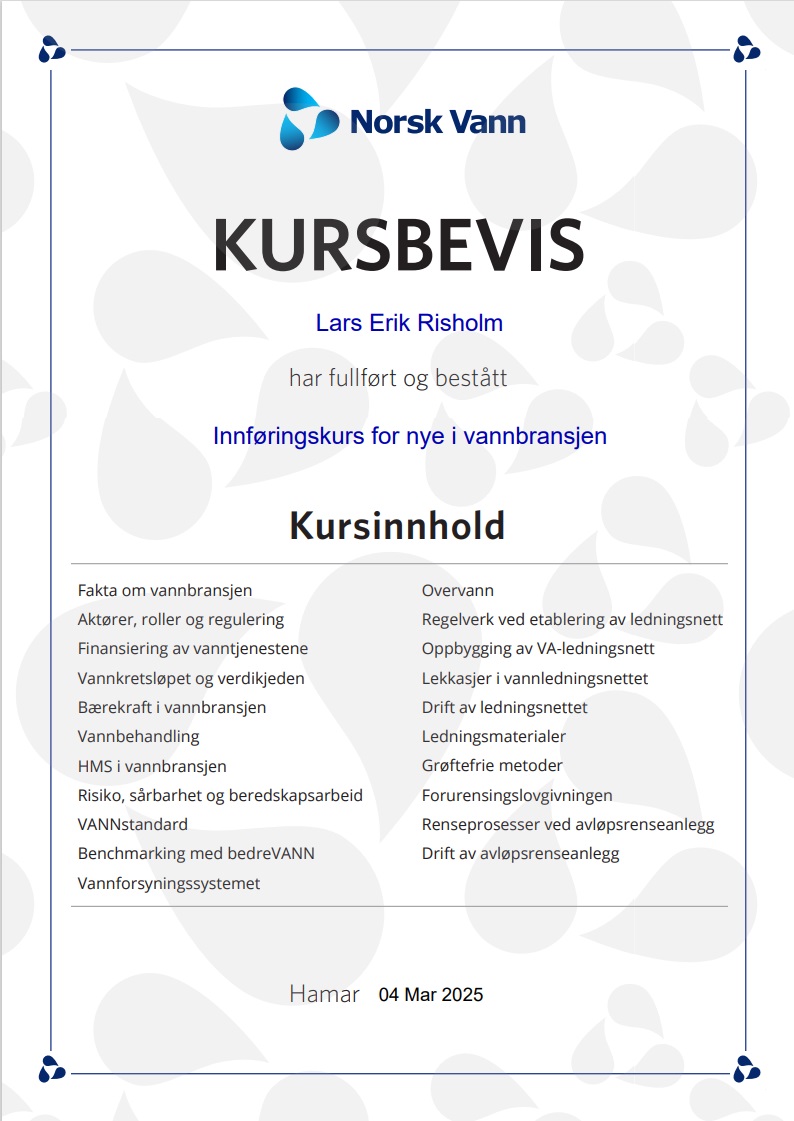 Norsk Vann
KURSBEVIS
Lars Erik Risholm
har fullført og bestått
Innføringskurs for nye i vannbransjen
Kursinnhold
Fakta om vannbransjen
Aktører, roller og regulering
Finansiering av vanntjenestene
Vannkretsløpet og verdikjeden
Bærekraft i vannbransjen
Vannbehandling
HMS i vannbransjen
Risiko, sårbarhet og beredskapsarbeid
VANNstandard
Benchmarking med bedreVANN
Vannforsyningssystemet
Overvann
Regelverk ved etablering av ledningsnett
Oppbygging av VA-ledningsnett
Lekkasjer i vannledningsnettet
Drift av ledningsnettet
Ledningsmaterialer
Grøftefrie metoder
Forurensingslovgivningen
Renseprosesser ved avløpsrenseanlegg
Drift av avløpsrenseanlegg
Hamar 04 Mar 2025